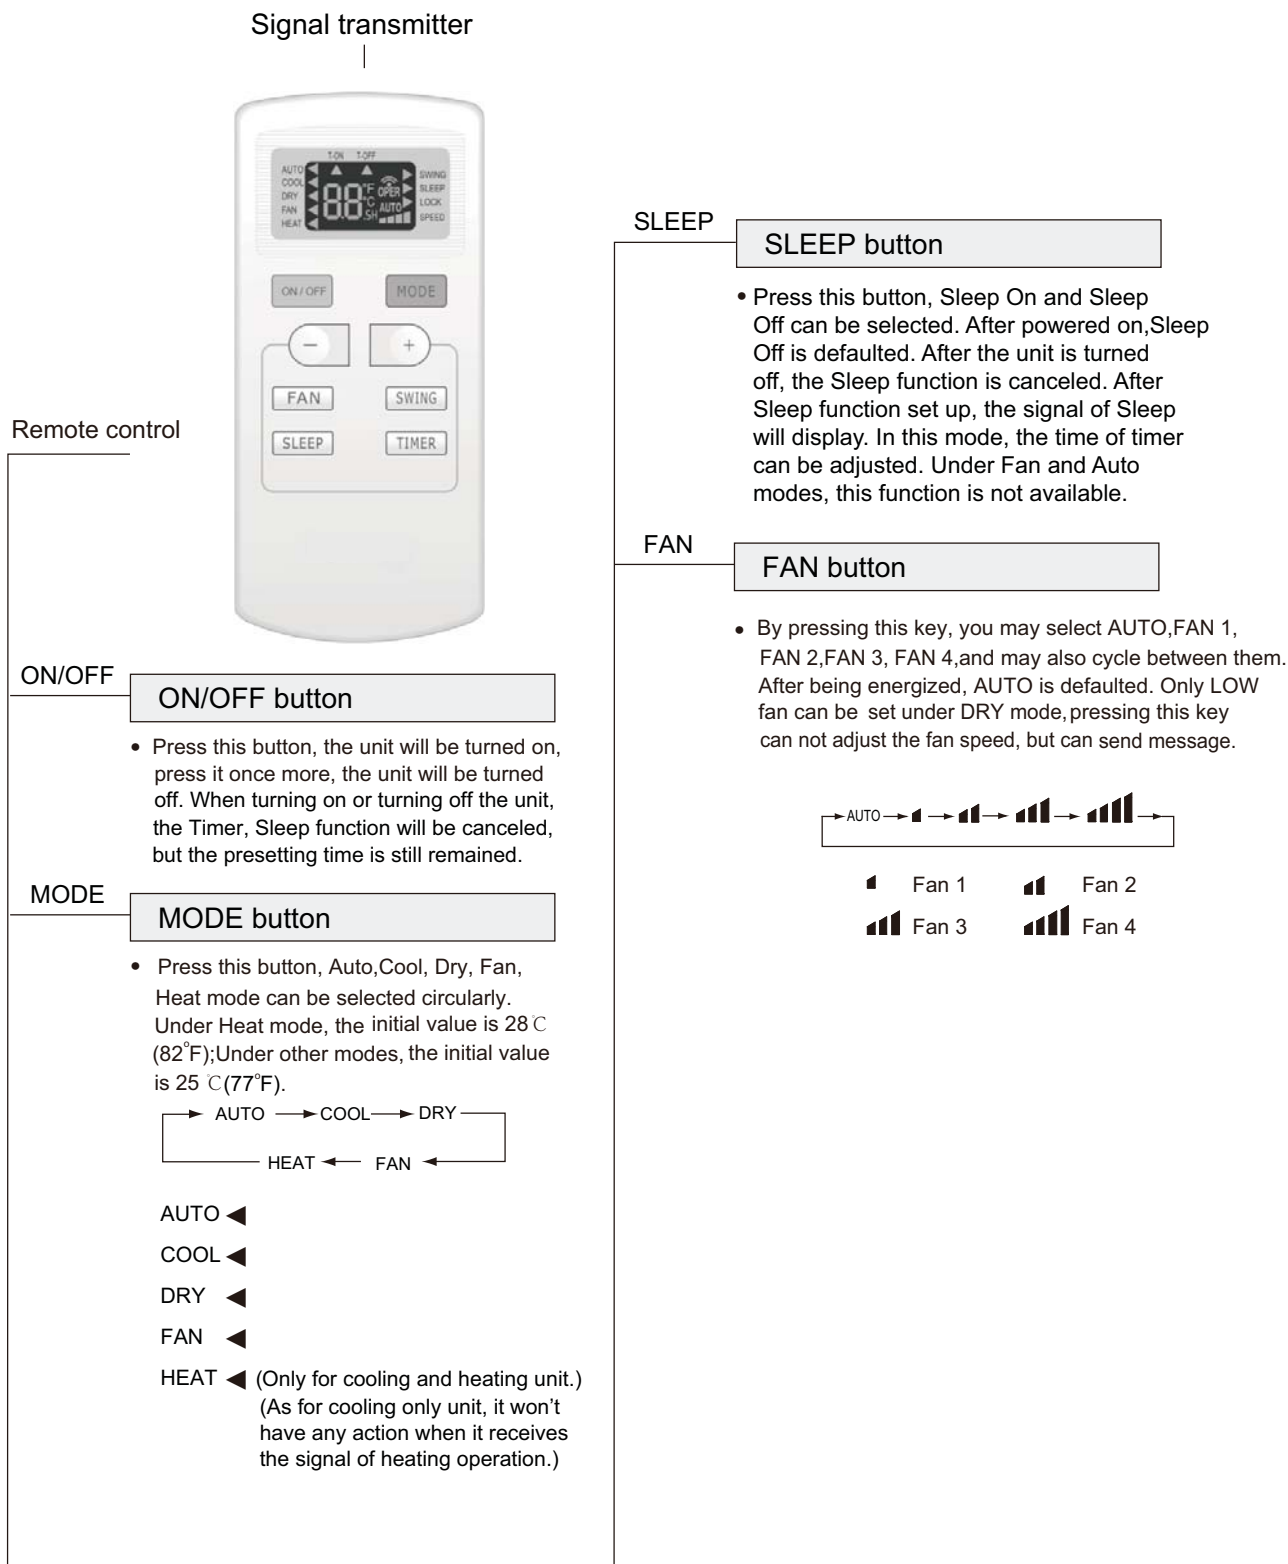 Signal transmitter
T-ON T-OFF
AUTO
COOL
DRY
FAN
HEAT
88 °F °C .5H
OPER
AUTO
SWING
SLEEP
LOCK
SPEED
ON/OFF MODE
- +
FAN SWING
SLEEP TIMER
Remote control
ON/OFF
ON/OFF button
• Press this button, the unit will be turned on,
press it once more, the unit will be turned
off. When turning on or turning off the unit,
the Timer, Sleep function will be canceled,
but the presetting time is still remained.
MODE
MODE button
• Press this button, Auto,Cool, Dry, Fan,
Heat mode can be selected circularly.
Under Heat mode, the initial value is 28℃
(82°F);Under other modes, the initial value
is 25 ℃(77°F).
AUTO COOL DRY
HEAT FAN
AUTO
COOL
DRY
FAN
HEAT (Only for cooling and heating unit.)
(As for cooling only unit, it won't
have any action when it receives
the signal of heating operation.)
SLEEP
SLEEP button
• Press this button, Sleep On and Sleep
Off can be selected. After powered on,Sleep
Off is defaulted. After the unit is turned
off, the Sleep function is canceled. After
Sleep function set up, the signal of Sleep
will display. In this mode, the time of timer
can be adjusted. Under Fan and Auto
modes, this function is not available.
FAN
FAN button
• By pressing this key, you may select AUTO,FAN 1,
FAN 2,FAN 3, FAN 4,and may also cycle between them.
After being energized, AUTO is defaulted. Only LOW
fan can be set under DRY mode,pressing this key
can not adjust the fan speed, but can send message.
AUTO
Fan 1 Fan 2
Fan 3 Fan 4